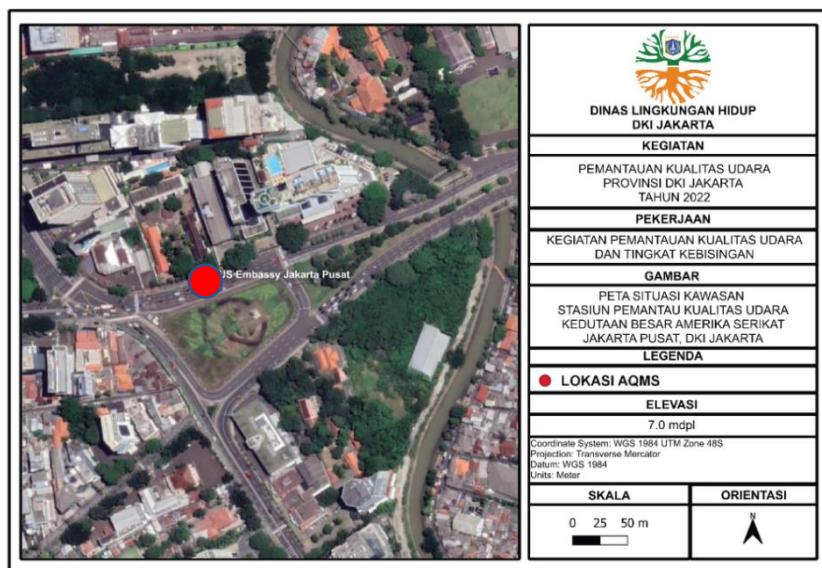 US Embassy Jakarta Pusat
DINAS LINGKUNGAN HIDUP
DKI JAKARTA
KEGIATAN
PEMANTAUAN KUALITAS UDARA
PROVINSI DKI JAKARTA
TAHUN 2022
PEKERJAAN
KEGIATAN PEMANTAUAN KUALITAS UDARA
DAN TINGKAT KEBISINGAN
GAMBAR
PETA SITUASI KAWASAN
STASIUN PEMANTAU KUALITAS UDARA
KEDUTAAN BESAR AMERIKA SERIKAT
JAKARTA PUSAT, DKI JAKARTA
LEGENDA
LOKASI AQMS
ELEVASI
7.0 mdpl
Coordinate System: WGS 1984 UTM Zone 48S
Projection: Transverse Mercator
Datum: WGS 1984
Units: Meter
SKALA
0 25 50 m
ORIENTASI
N